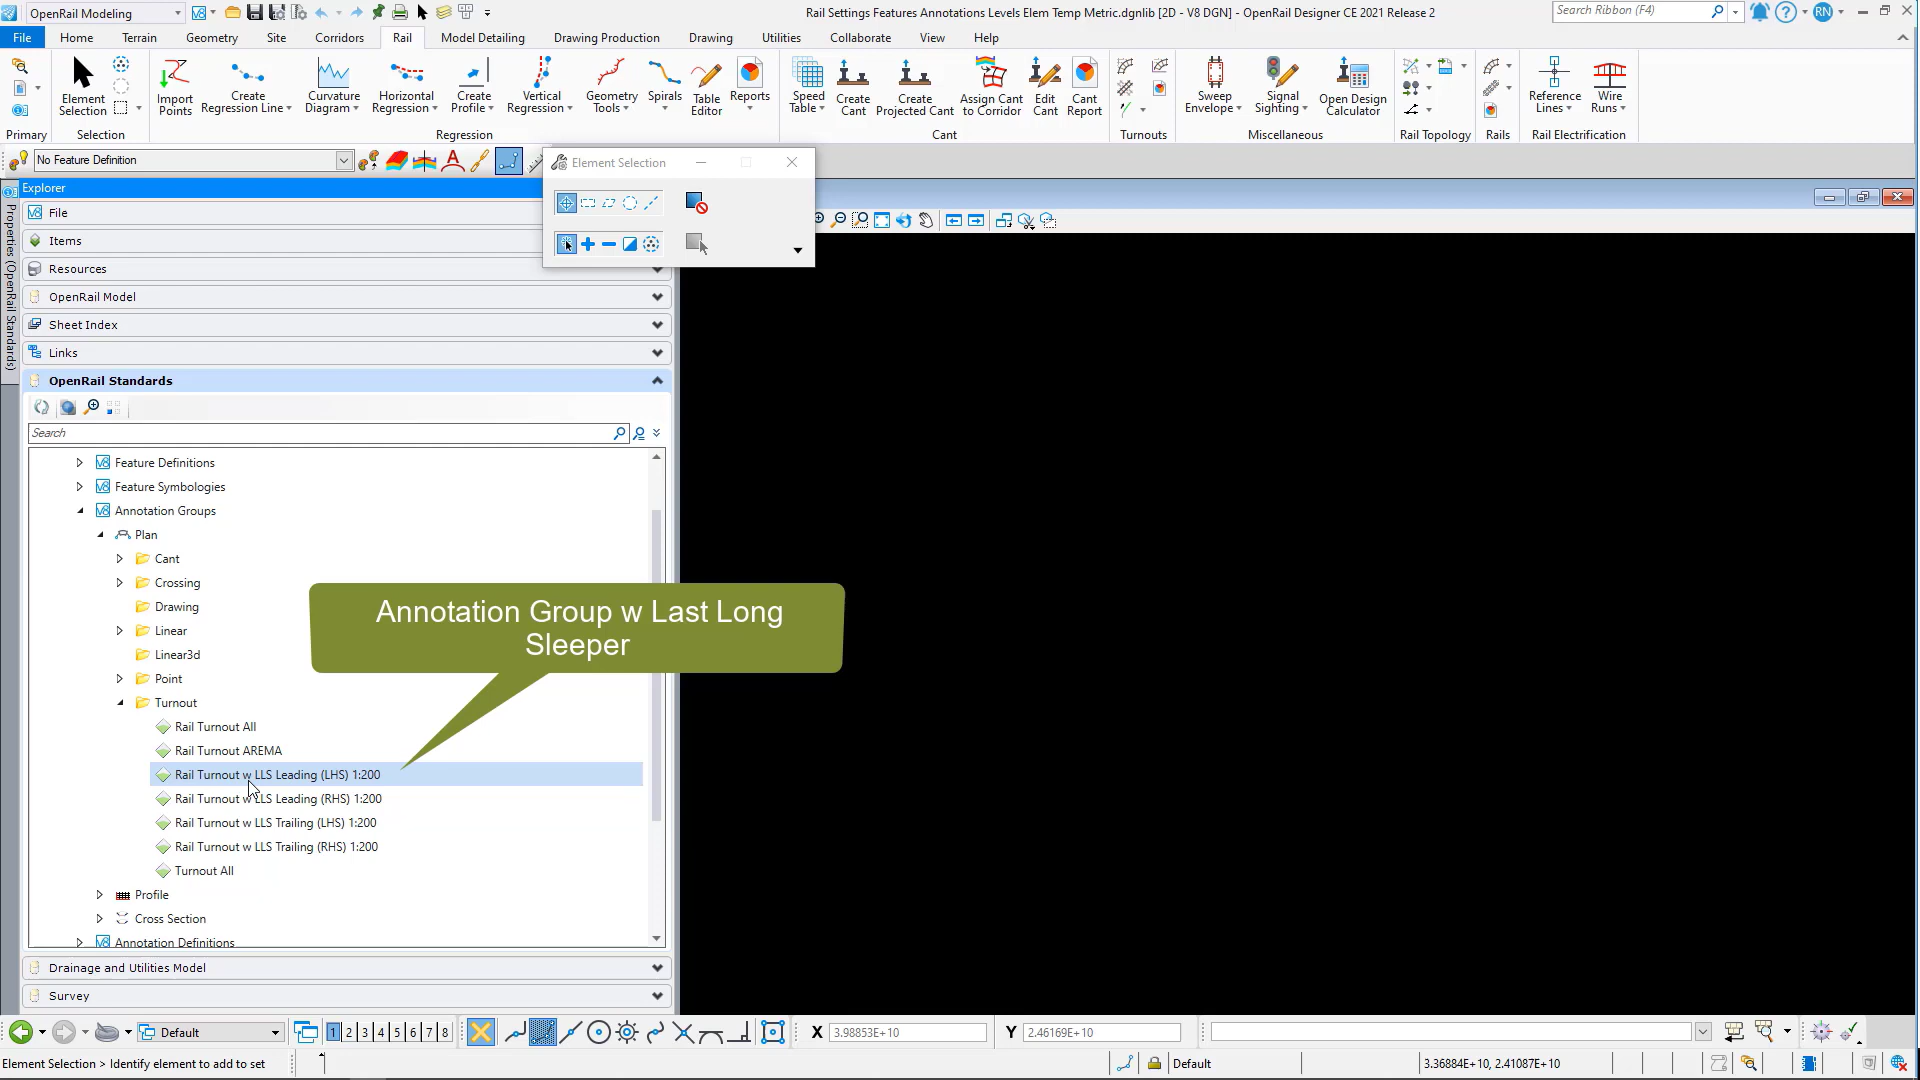 OpenRail Modeling
Rail Settings Features Annotations Levels Elem Temp Metric.dgnlib [2D - V8 DGN] - OpenRail Designer CE 2021 Release 2
Search Ribbon (F4)
RN
File Home Terrain Geometry Site Corridors Rail Model Detailing Drawing Production Drawing Utilities Collaborate View Help
Element Selection
Import Points
Create Regression Line
Curvature Diagram
Horizontal Regression
Create Profile
Vertical Regression
Geometry Tools
Spirals
Table Editor
Reports
Speed Table
Create Cant
Create Projected Cant
Assign Cant to Corridor
Edit Cant
Cant Report
Sweep Envelope
Signal Sighting
Open Design Calculator
Reference Lines
Wire Runs
Primary Selection Regression Cant Turnouts Miscellaneous Rail Topology Rails Rail Electrification
No Feature Definition
Element Selection
Properties (OpenRail Standards)
Explorer
File
Items
Resources
OpenRail Model
Sheet Index
Links
OpenRail Standards
Search
Feature Definitions
Feature Symbologies
Annotation Groups
Plan
Cant
Crossing
Drawing
Linear
Linear3d
Point
Turnout
Rail Turnout All
Rail Turnout AREMA
Rail Turnout w LLS Leading (LHS) 1:200
Rail Turnout w LLS Leading (RHS) 1:200
Rail Turnout w LLS Trailing (LHS) 1:200
Rail Turnout w LLS Trailing (RHS) 1:200
Turnout All
Profile
Cross Section
Annotation Definitions
Annotation Group w Last Long
Sleeper
Drainage and Utilities Model
Survey
Default 1 2 3 4 5 6 7 8 X 3.98853E+10 Y 2.46169E+10
Element Selection > Identify element to add to set Default 3.36884E+10, 2.41087E+10